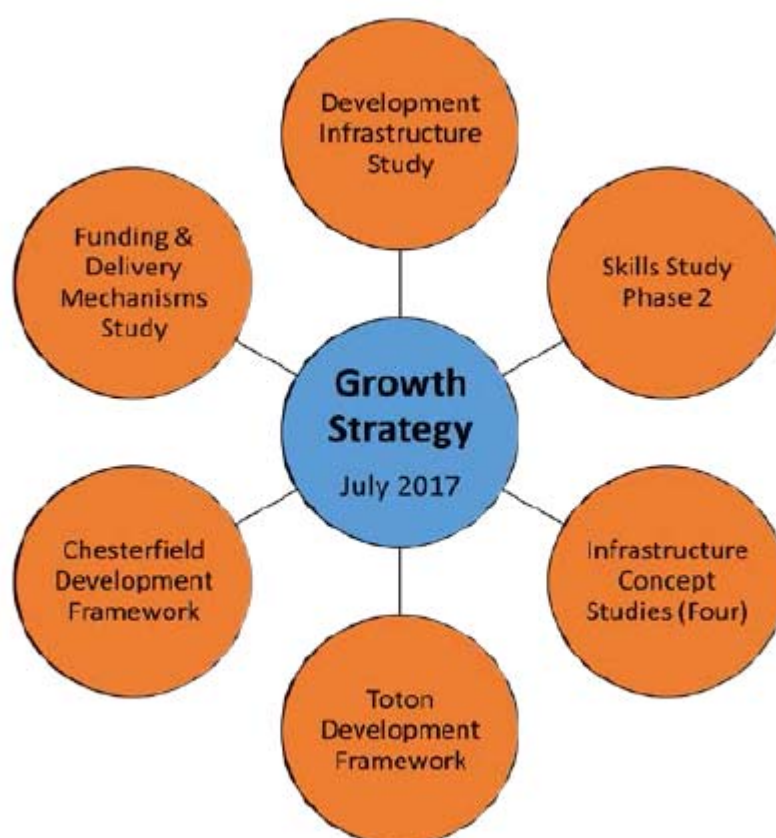 Development
Infrastructure
Study
Funding &
Delivery
Mechanisms
Study
Skills Study
Phase 2
Growth
Strategy
July 2017
Chesterfield
Development
Framework
Infrastructure
Concept
Studies (Four)
Toton
Development
Framework